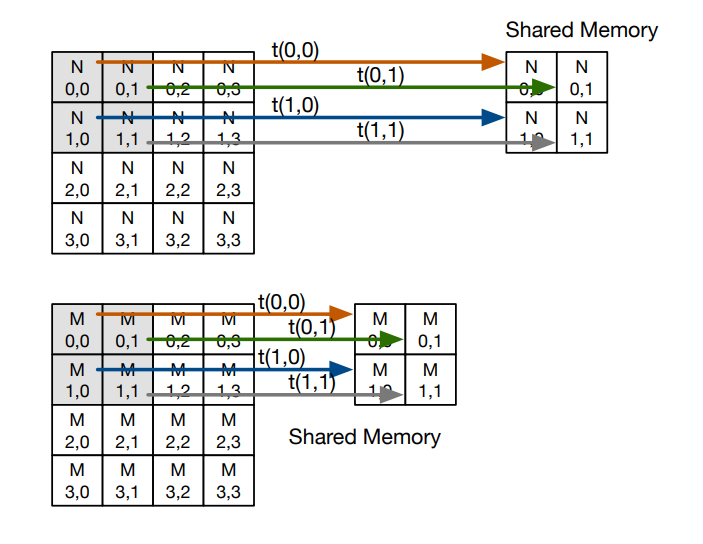 Shared Memory
t(0,0)
N N N N N N
0,0 0,1 0,2 0,3 0,0 0,1
t(0,1)
t(1,0)
N N N N N N
1,0 1,1 1,2 1,3 1,0 1,1
t(1,1)
N N N N
2,0 2,1 2,2 2,3
N N N N
3,0 3,1 3,2 3,3
t(0,0)
M M M M M M
0,0 0,1 0,2 0,3 0,0 0,1
t(0,1)
t(1,0)
M M M M M M
1,0 1,1 1,2 1,3 1,0 1,1
t(1,1)
M M M M
2,0 2,1 2,2 2,3
Shared Memory
M M M M
3,0 3,1 3,2 3,3